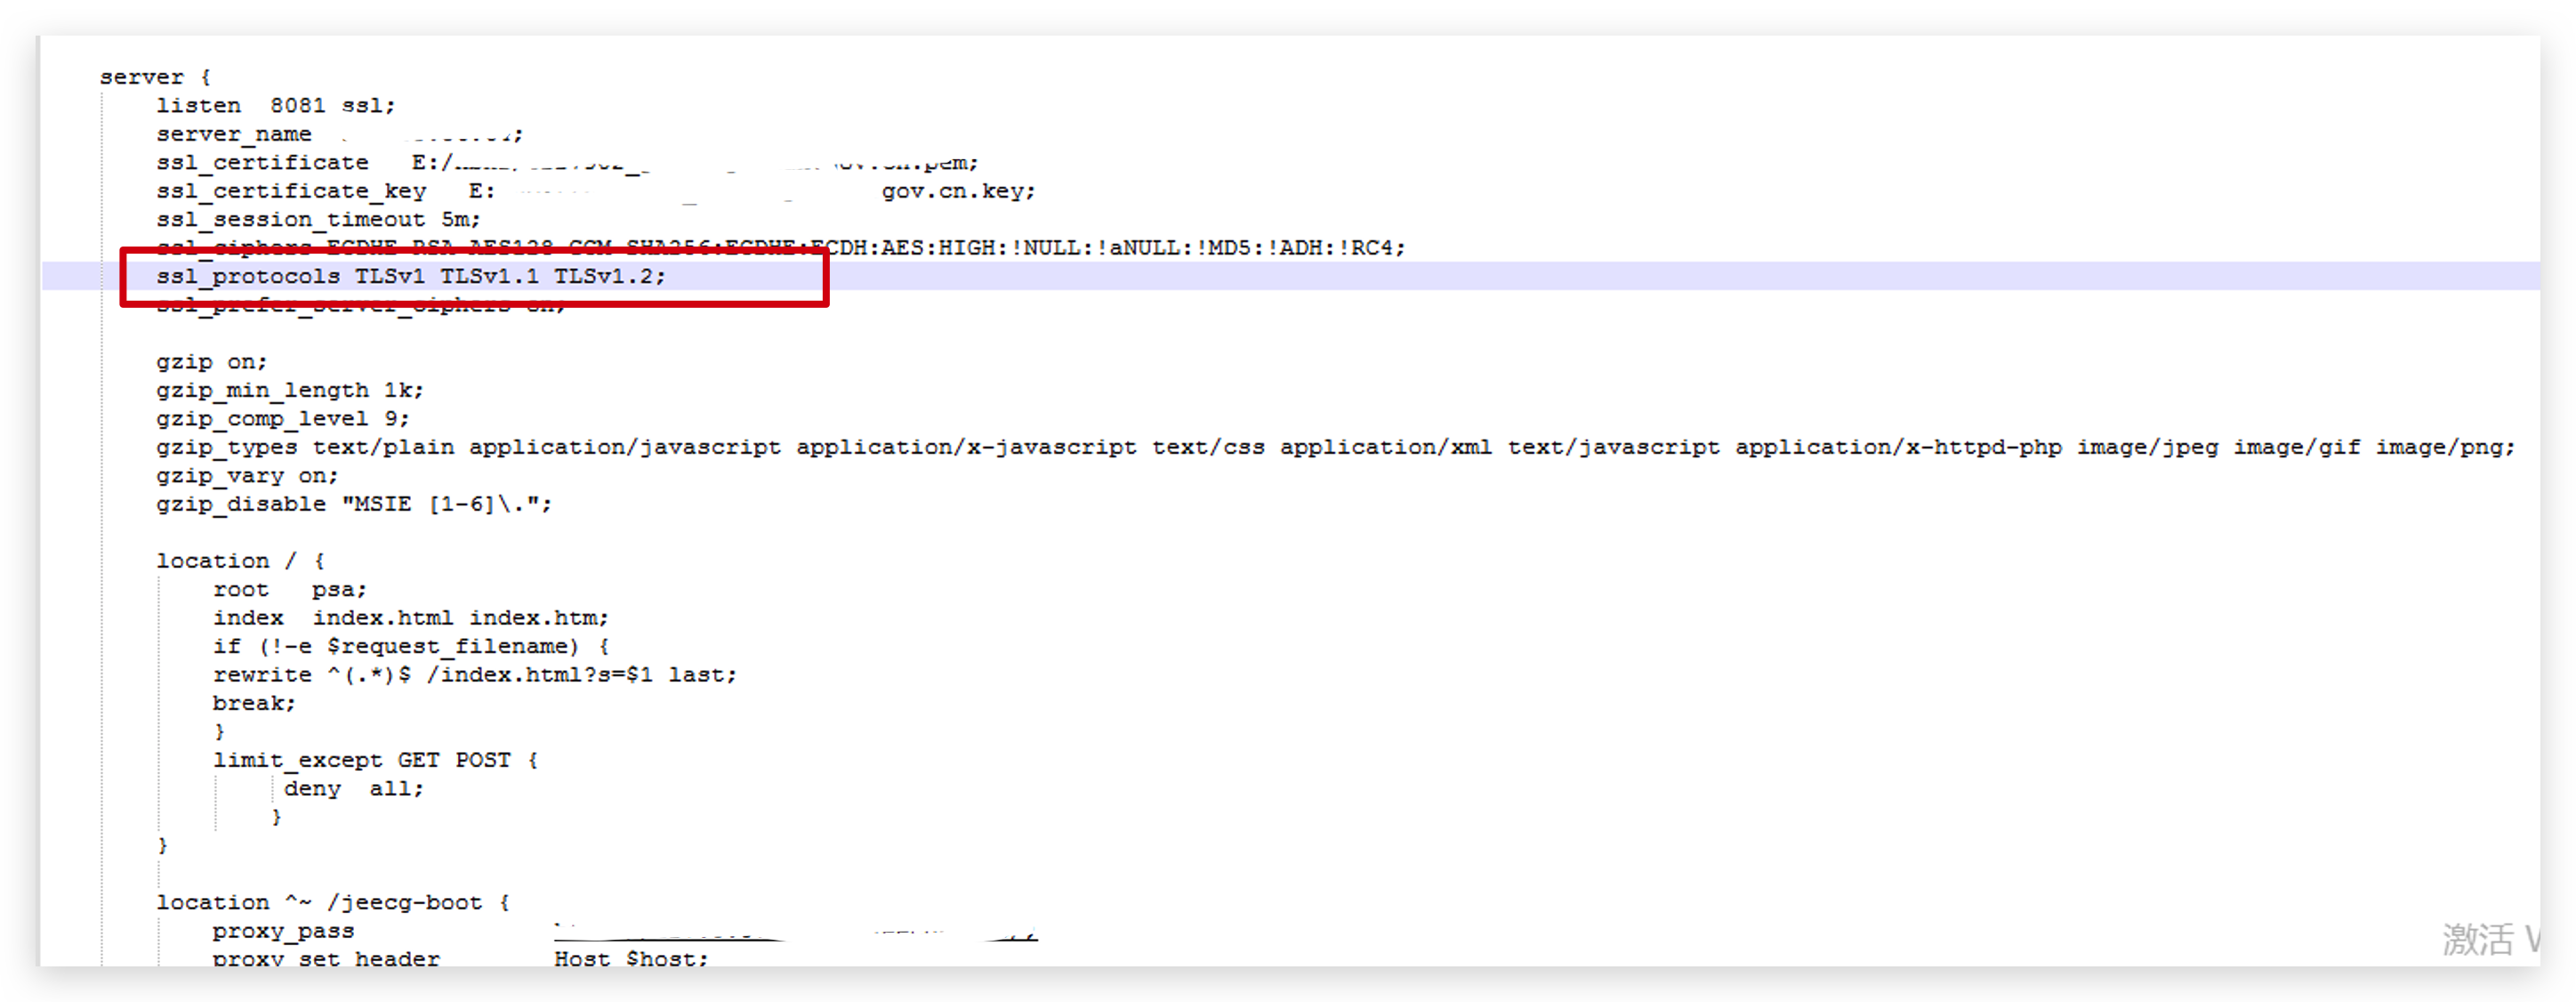 server {
listen 8081 ssl;
server_name ;
ssl_certificate E:/ .pem;
ssl_certificate_key E: gov.cn.key;
ssl_session_timeout 5m;
ssl_ciphers ECDHE-RSA-AES128-GCM-SHA256:ECDHE:ECDH:AES:HIGH:!NULL:!aNULL:!MD5:!ADH:!RC4;
ssl_protocols TLSv1 TLSv1.1 TLSv1.2;
ssl_prefer_server_ciphers on;
gzip on;
gzip_min_length 1k;
gzip_comp_level 9;
gzip_types text/plain application/javascript application/x-javascript text/css application/xml text/javascript application/x-httpd-php image/jpeg image/gif image/png;
gzip_vary on;
gzip_disable "MSIE [1-6]\.";
location / {
root psa;
index index.html index.htm;
if (!-e $request_filename) {
rewrite ^(.*)$ /index.html?s=$1 last;
break;
}
limit_except GET POST {
deny all;
}
}
location ^~ /jeecg-boot {
proxy_pass
proxy_set_header Host $host;
激活